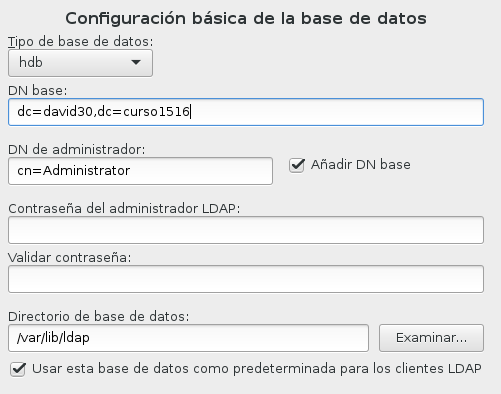 Configuración básica de la base de datos
Tipo de base de datos:
hdb
DN base:
dc=david30,dc=curso1516
DN de administrador:
cn=Administrator
Añadir DN base
Contraseña del administrador LDAP:
Validar contraseña:
Directorio de base de datos:
/var/lib/ldap
Examinar...
Usar esta base de datos como predeterminada para los clientes LDAP